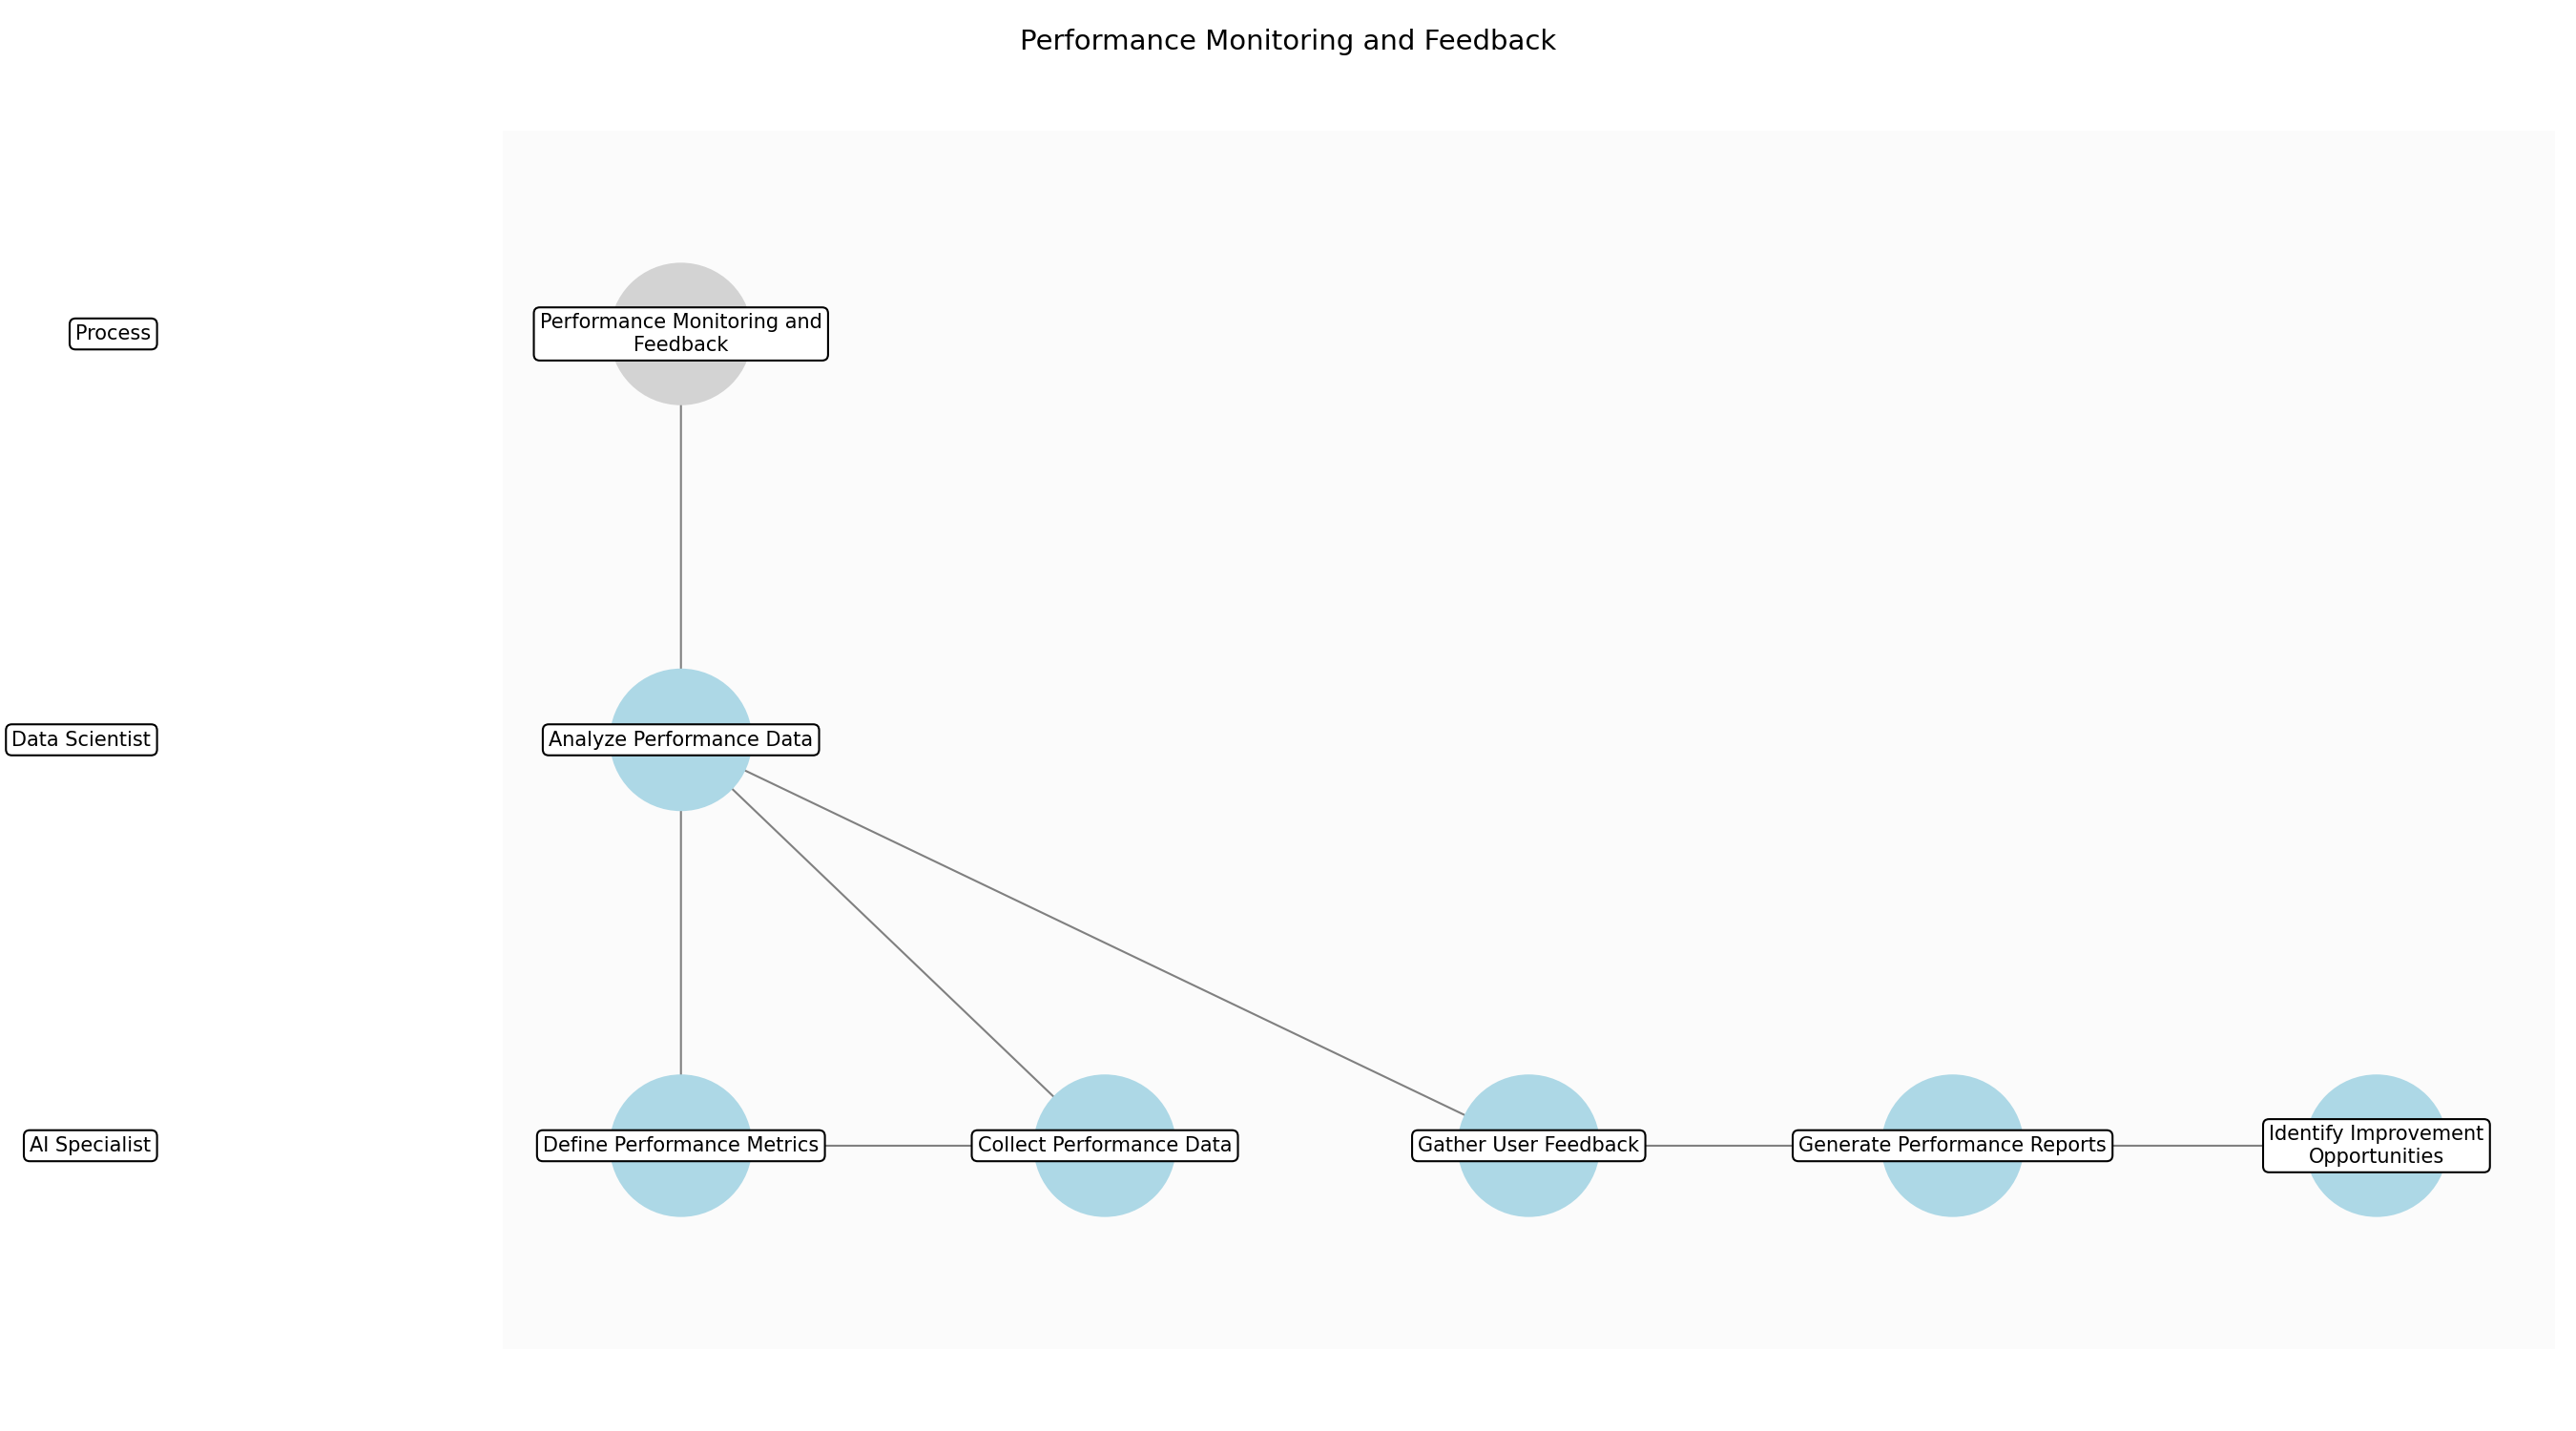 Performance Monitoring and Feedback
Process
Performance Monitoring and
Feedback
Data Scientist
Analyze Performance Data
AI Specialist
Define Performance Metrics
Collect Performance Data
Gather User Feedback
Generate Performance Reports
Identify Improvement
Opportunities